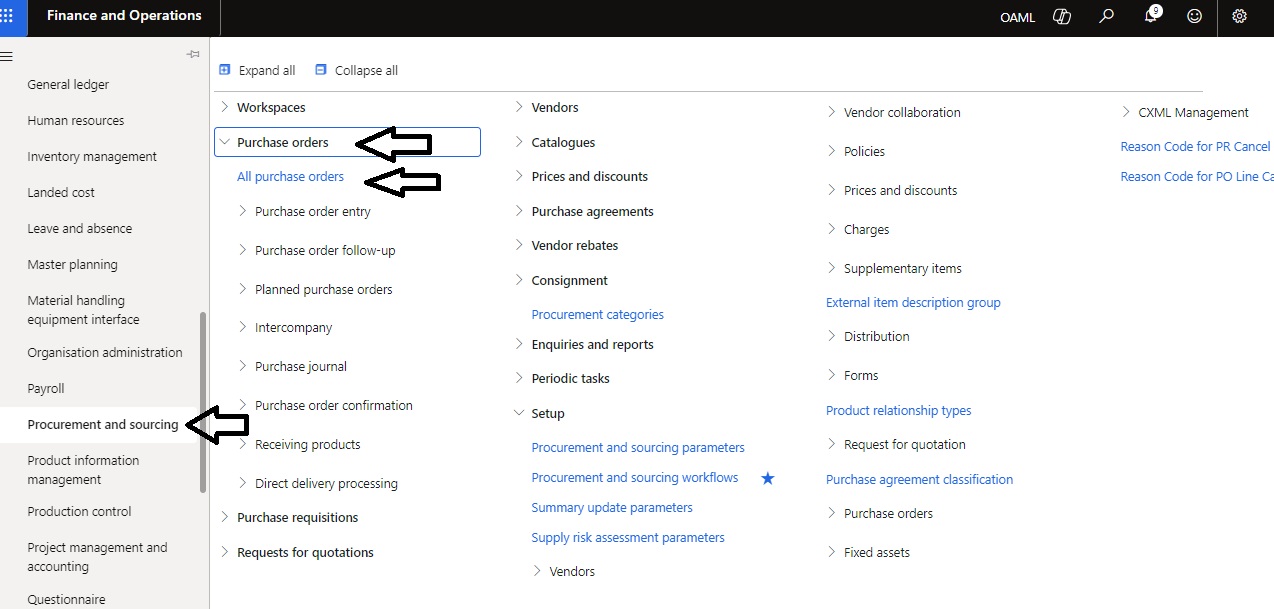 Finance and Operations
OAML
9
General ledger
Human resources
Inventory management
Landed cost
Leave and absence
Master planning
Material handling
equipment interface
Organisation administration
Payroll
Procurement and sourcing
Product information
management
Production control
Project management and
accounting
Questionnaire
Expand all
Collapse all
Workspaces
Purchase orders
All purchase orders
Purchase order entry
Purchase order follow-up
Planned purchase orders
Intercompany
Purchase journal
Purchase order confirmation
Receiving products
Direct delivery processing
Purchase requisitions
Requests for quotations
Vendors
Catalogues
Prices and discounts
Purchase agreements
Vendor rebates
Consignment
Procurement categories
Enquiries and reports
Periodic tasks
Setup
Procurement and sourcing parameters
Procurement and sourcing workflows
Summary update parameters
Supply risk assessment parameters
Vendors
Vendor collaboration
Policies
Prices and discounts
Charges
Supplementary items
External item description group
Distribution
Forms
Product relationship types
Request for quotation
Purchase agreement classification
Purchase orders
Fixed assets
CXML Management
Reason Code for PR Cancel
Reason Code for PO Line Ca